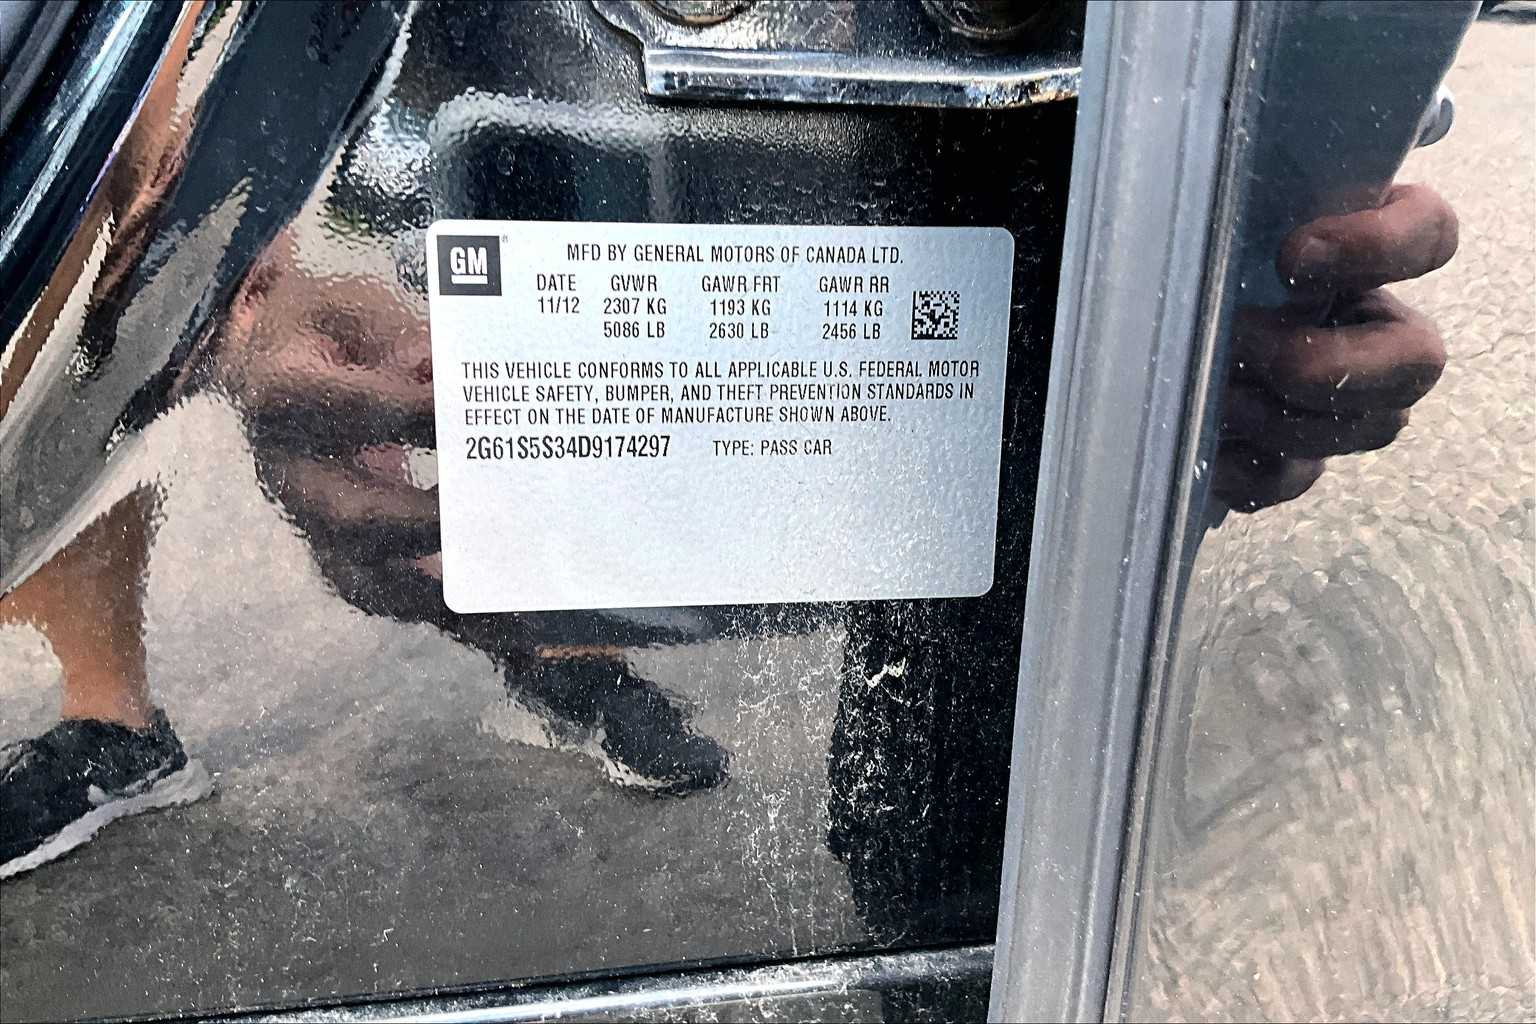 GM
MFD BY GENERAL MOTORS OF CANADA LTD.
DATE GVWR GAWR FRT GAWR RR
11/12 2307 KG 1193 KG 1114 KG
5086 LB 2630 LB 2456 LB
THIS VEHICLE CONFORMS TO ALL APPLICABLE U.S. FEDERAL MOTOR
VEHICLE SAFETY, BUMPER, AND THEFT PREVENTION STANDARDS IN
EFFECT ON THE DATE OF MANUFACTURE SHOWN ABOVE.
2G61S5S34D9174297 TYPE: PASS CAR